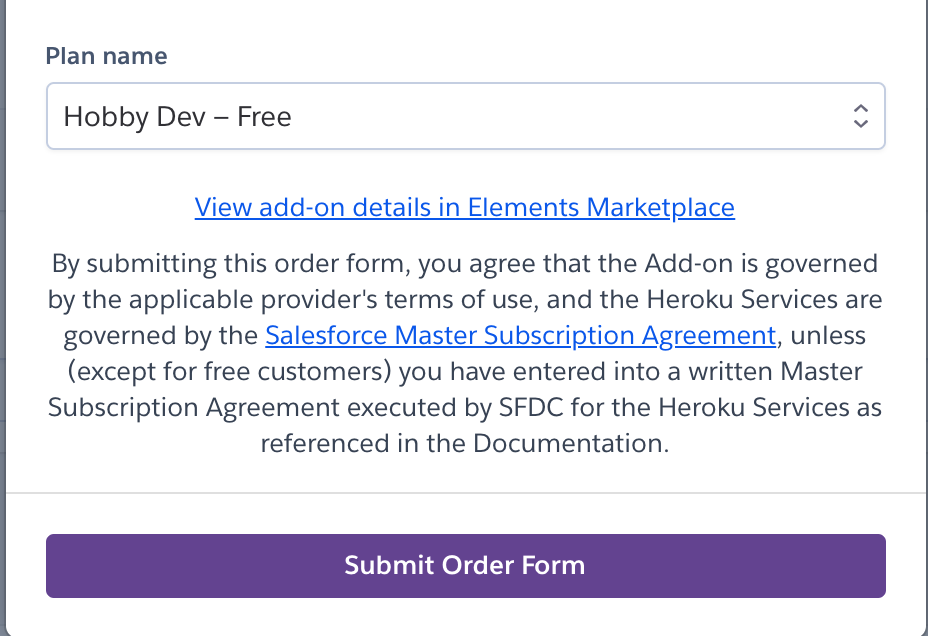 Plan name
Hobby Dev – Free
View add-on details in Elements Marketplace
By submitting this order form, you agree that the Add-on is governed
by the applicable provider's terms of use, and the Heroku Services are
governed by the Salesforce Master Subscription Agreement, unless
(except for free customers) you have entered into a written Master
Subscription Agreement executed by SFDC for the Heroku Services as
referenced in the Documentation.
Submit Order Form